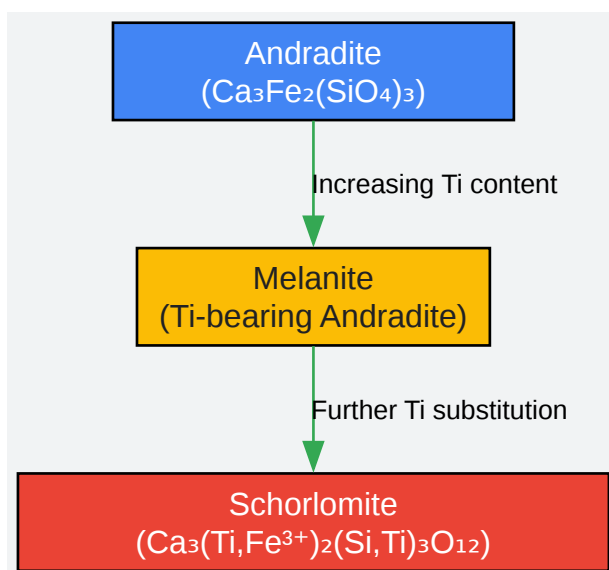 Andradite
(Ca₃Fe₂(SiO₄)₃)
Increasing Ti content
Melanite
(Ti-bearing Andradite)
Further Ti substitution
Schorlomite
(Ca₃(Ti,Fe³⁺)₂(Si,Ti)₃O₁₂)